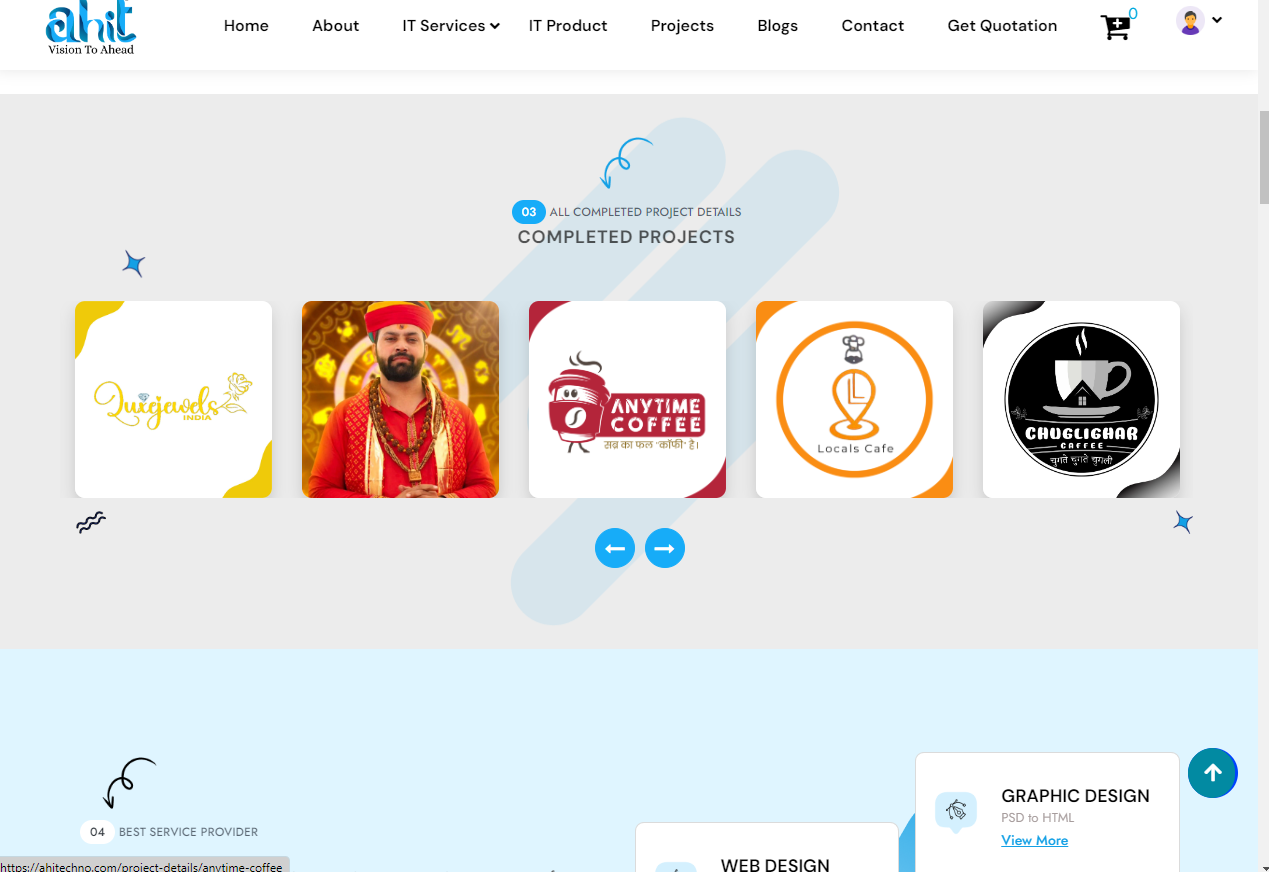 ahit
Vision To Ahead
Home About IT Services IT Product Projects Blogs Contact Get Quotation 0
03 ALL COMPLETED PROJECT DETAILS
COMPLETED PROJECTS
Luxejewels
INDIA
ANYTIME
COFFEE
सब का फल "कॉफी" है।
L
Locals Cafe
CHUGLIGHAR
CAFFEE
चुगते चुगते चुगली
GRAPHIC DESIGN
PSD to HTML
View More
04 BEST SERVICE PROVIDER
WEB DESIGN
https://ahitechno.com/project-details/anytime-coffee